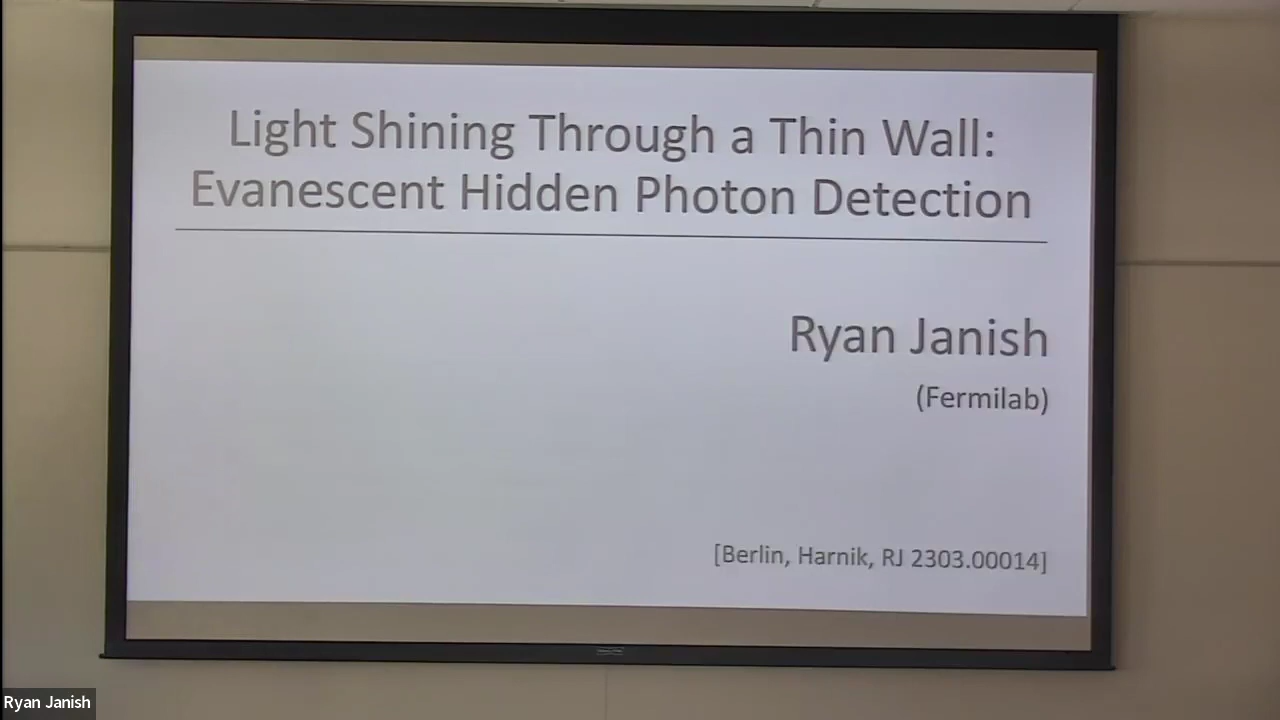 Light Shining Through a Thin Wall:
Evanescent Hidden Photon Detection
Ryan Janish
(Fermilab)
[Berlin, Harnik, RJ 2303.00014]
Ryan Janish